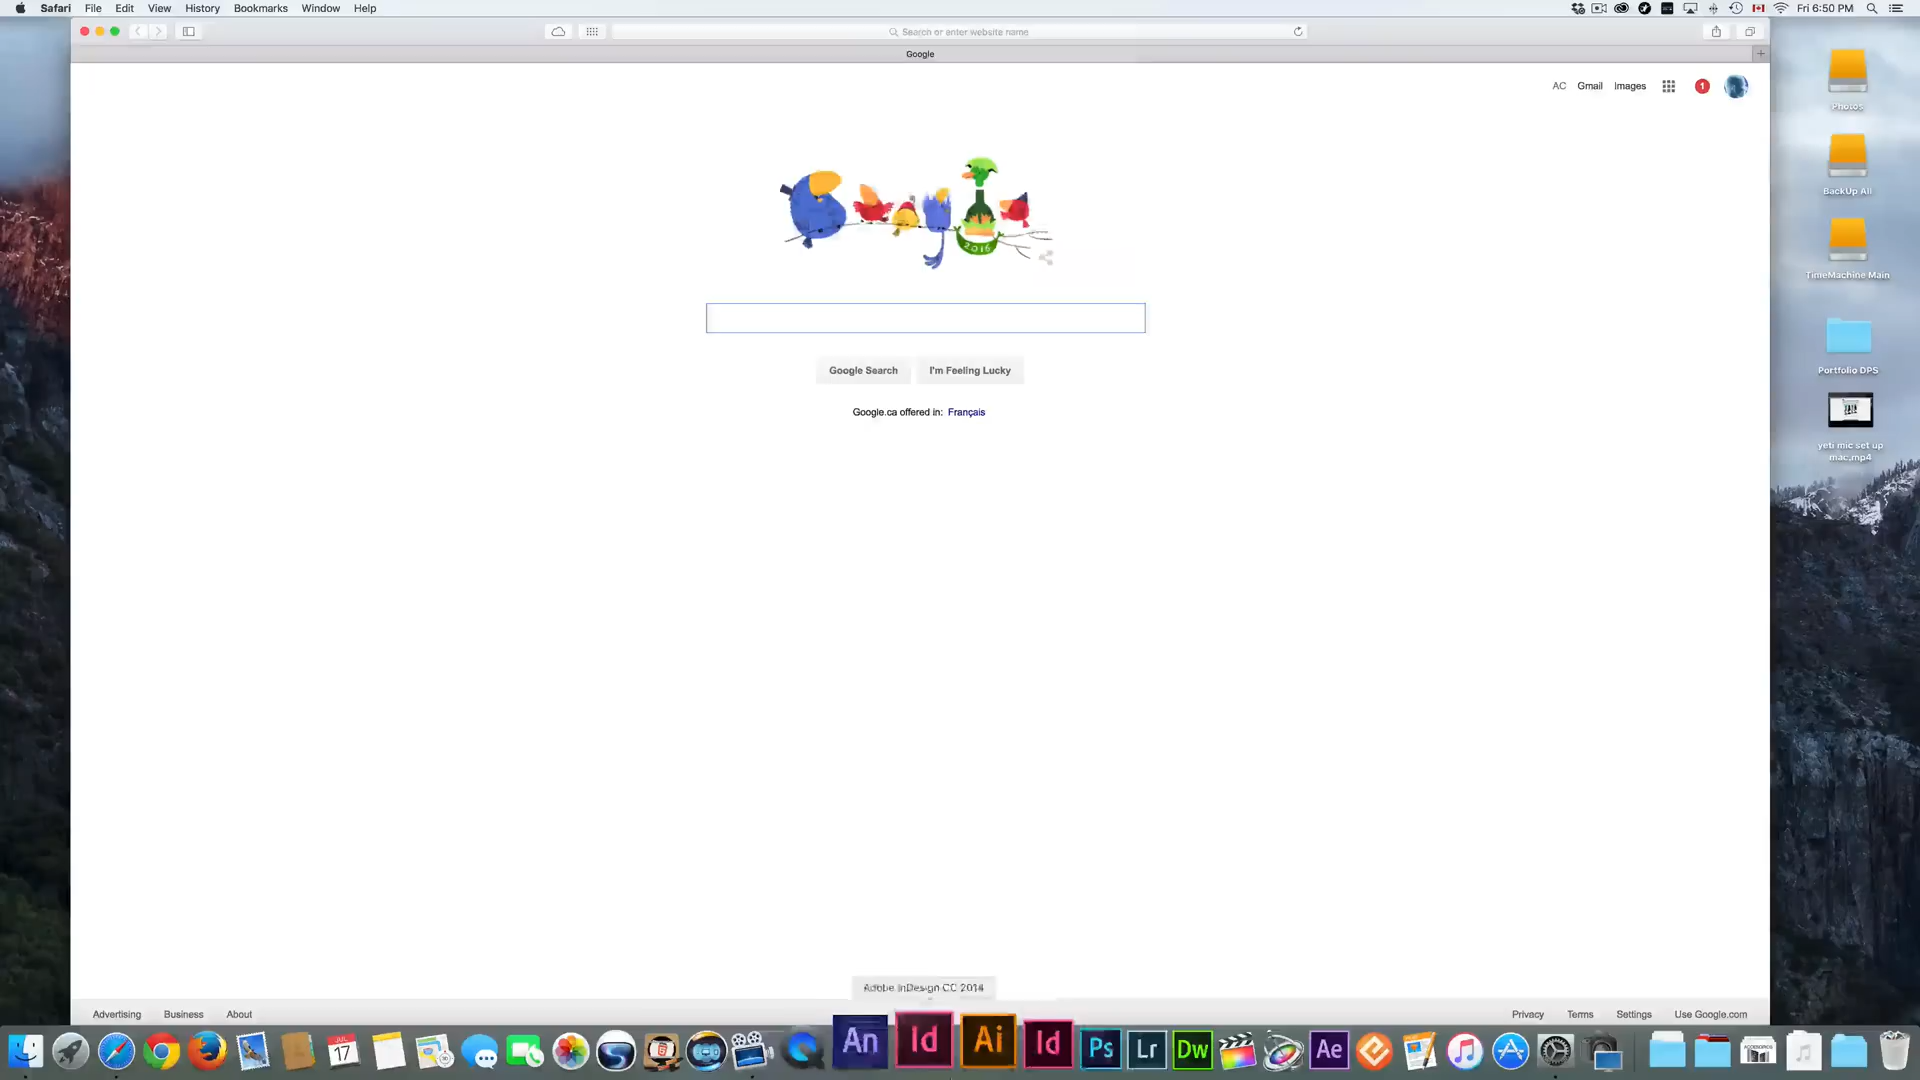 Safari File Edit View History Bookmarks Window Help
Fri 6:50 PM
Search or enter website name
Google
AC Gmail Images 1
2016
Google Search I'm Feeling Lucky
Google.ca offered in: Français
Photos
BackUp All
TimeMachine Main
Portfolio DPS
yeti mic set up
mac.mp4
Adobe InDesign CC 2014
Advertising Business About
Privacy Terms Settings Use Google.com
JUL 17
An Id Ai Id Ps Lr Dw Ae